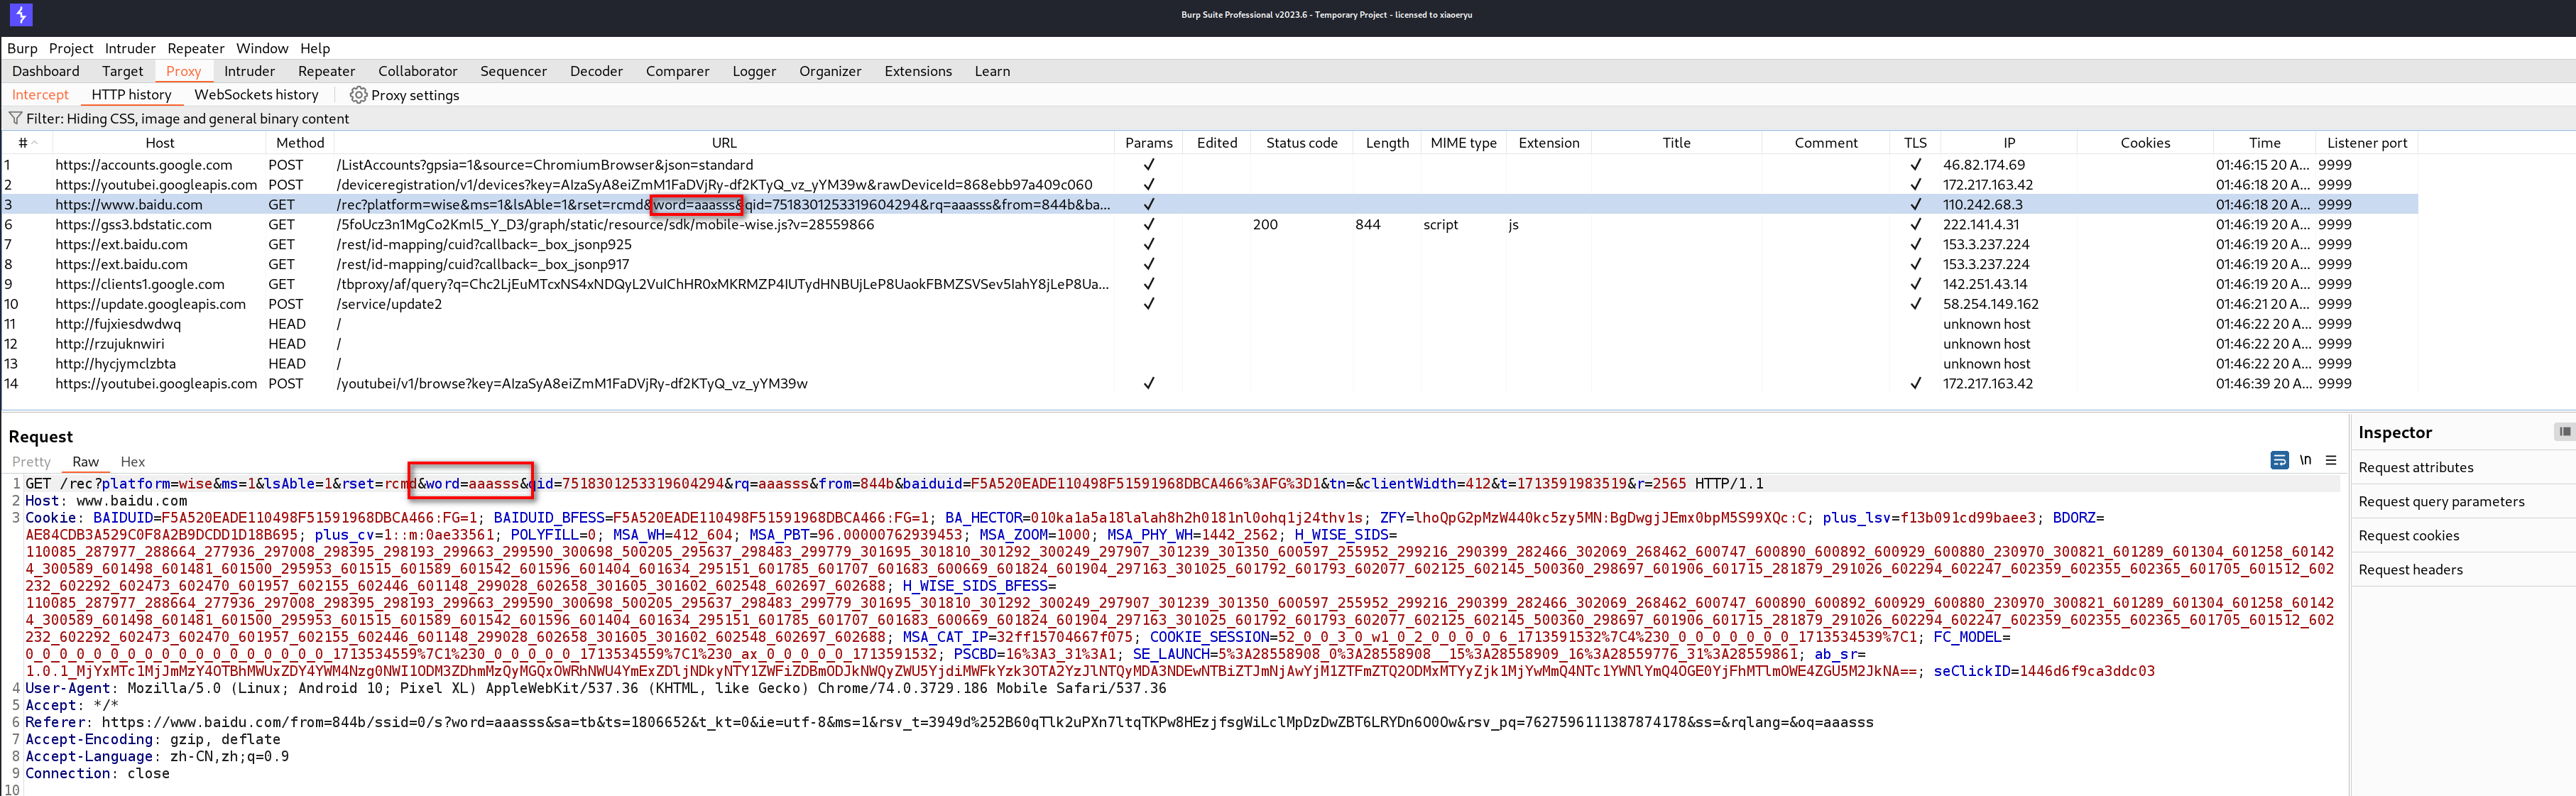 Burp Suite Professional v2023.6 - Temporary Project - licensed to xiaoeryu
Burp Project Intruder Repeater Window Help
Dashboard Target Proxy Intruder Repeater Collaborator Sequencer Decoder Comparer Logger Organizer Extensions Learn
Intercept HTTP history WebSockets history Proxy settings
Filter: Hiding CSS, image and general binary content
# Host Method URL Params Edited Status code Length MIME type Extension Title Comment TLS IP Cookies Time Listener port
1 https://accounts.google.com POST /ListAccounts?gpsia=1&source=ChromiumBrowser&json=standard ✓ ✓ 46.82.174.69 01:46:15 20 A... 9999
2 https://youtubei.googleapis.com POST /deviceregistration/v1/devices?key=AIzaSyA8eiZmM1FaDVjRy-df2KTyQ_vz_yYM39w&rawDeviceId=868ebb97a409c060 ✓ ✓ 172.217.163.42 01:46:18 20 A... 9999
3 https://www.baidu.com GET /rec?platform=wise&ms=1&lsAble=1&rset=rcmd&word=aaasss&qid=7518301253319604294&rq=aaasss&from=844b&ba... ✓ ✓ 110.242.68.3 01:46:18 20 A... 9999
6 https://gss3.bdstatic.com GET /5foUcz3n1MgCo2Kml5_Y_D3/graph/static/resource/sdk/mobile-wise.js?v=28559866 ✓ 200 844 script js ✓ 222.141.4.31 01:46:19 20 A... 9999
7 https://ext.baidu.com GET /rest/id-mapping/cuid?callback=_box_jsonp925 ✓ ✓ 153.3.237.224 01:46:19 20 A... 9999
8 https://ext.baidu.com GET /rest/id-mapping/cuid?callback=_box_jsonp917 ✓ ✓ 153.3.237.224 01:46:19 20 A... 9999
9 https://clients1.google.com GET /tbproxy/af/query?q=Chc2LjEuMTcxNS4xNDQyL2VuIChHR0xMKRMZP4IUTydHNBUjLeP8UaokFBMZSVSev5IahY8jLeP8Ua... ✓ ✓ 142.251.43.14 01:46:19 20 A... 9999
10 https://update.googleapis.com POST /service/update2 ✓ ✓ 58.254.149.162 01:46:21 20 A... 9999
11 http://fujxiesdwdwq HEAD / unknown host 01:46:22 20 A... 9999
12 http://rzujuknwiri HEAD / unknown host 01:46:22 20 A... 9999
13 http://hycjymclzbta HEAD / unknown host 01:46:22 20 A... 9999
14 https://youtubei.googleapis.com POST /youtubei/v1/browse?key=AIzaSyA8eiZmM1FaDVjRy-df2KTyQ_vz_yYM39w ✓ ✓ 172.217.163.42 01:46:39 20 A... 9999
Request
Pretty Raw Hex \n
1 GET /rec?platform=wise&ms=1&lsAble=1&rset=rcmd&word=aaasss&qid=7518301253319604294&rq=aaasss&from=844b&baiduid=F5A520EADE110498F51591968DBCA466%3AFG%3D1&tn=&clientWidth=412&t=1713591983519&r=2565 HTTP/1.1
2 Host: www.baidu.com
3 Cookie: BAIDUID=F5A520EADE110498F51591968DBCA466:FG=1; BAIDUID_BFESS=F5A520EADE110498F51591968DBCA466:FG=1; BA_HECTOR=010ka1a5a18lalah8h2h0181nl0ohq1j24thv1s; ZFY=lhoQpG2pMzW440kc5zy5MN:BgDwgjJEmx0bpM5S99XQc:C; plus_lsv=f13b091cd99baee3; BDORZ=
AE84CDB3A529C0F8A2B9DCDD1D18B695; plus_cv=1::m:0ae33561; POLYFILL=0; MSA_WH=412_604; MSA_PBT=96.00000762939453; MSA_ZOOM=1000; MSA_PHY_WH=1442_2562; H_WISE_SIDS=
110085_287977_288664_277936_297008_298395_298193_299663_299590_300698_500205_295637_298483_299779_301695_301810_301292_300249_297907_301239_301350_600597_255952_299216_290399_282466_302069_268462_600747_600890_600892_600929_600880_230970_300821_601289_601304_601258_60142
4_300589_601498_601481_601500_295953_601515_601589_601542_601596_601404_601634_295151_601785_601707_601683_600669_601824_601904_297163_301025_601792_601793_602077_602125_602145_500360_298697_601906_601715_281879_291026_602294_602247_602359_602355_602365_601705_601512_602
232_602292_602473_602470_601957_602155_602446_601148_299028_602658_301605_301602_602548_602697_602688; H_WISE_SIDS_BFESS=
110085_287977_288664_277936_297008_298395_298193_299663_299590_300698_500205_295637_298483_299779_301695_301810_301292_300249_297907_301239_301350_600597_255952_299216_290399_282466_302069_268462_600747_600890_600892_600929_600880_230970_300821_601289_601304_601258_60142
4_300589_601498_601481_601500_295953_601515_601589_601542_601596_601404_601634_295151_601785_601707_601683_600669_601824_601904_297163_301025_601792_601793_602077_602125_602145_500360_298697_601906_601715_281879_291026_602294_602247_602359_602355_602365_601705_601512_602
232_602292_602473_602470_601957_602155_602446_601148_299028_602658_301605_301602_602548_602697_602688; MSA_CAT_IP=32ff15704667f075; COOKIE_SESSION=52_0_0_3_0_w1_0_2_0_0_0_0_6_1713591532%7C4%230_0_0_0_0_0_0_0_1713534539%7C1; FC_MODEL=
0_0_0_0_0_0_0_0_0_0_0_0_0_0_0_0_0_1713534559%7C1%230_0_0_0_0_0_1713534559%7C1%230_ax_0_0_0_0_0_1713591532; PSCBD=16%3A3_31%3A1; SE_LAUNCH=5%3A28558908_0%3A28558908__15%3A28558909_16%3A28559776_31%3A28559861; ab_sr=
1.0.1_MjYxMTc1MjJmMzY4OTBhMWUxZDY4YWM4Nzg0NWI1ODM3ZDhmMzQyMGQxOWRhNWU4YmExZDljNDkyNTY1ZWFiZDBmODJkNWQyZWU5YjdiMWFkYzk3OTA2YzJlNTQyMDA3NDEwNTBiZTJmNjAwYjM1ZTFmZTQ2ODMxMTYyZjk1MjYwMmQ4NTc1YWNlYmQ4OGE0YjFhMTlmOWE4ZGU5M2JkNA==; seClickID=1446d6f9ca3ddc03
4 User-Agent: Mozilla/5.0 (Linux; Android 10; Pixel XL) AppleWebKit/537.36 (KHTML, like Gecko) Chrome/74.0.3729.186 Mobile Safari/537.36
5 Accept: */*
6 Referer: https://www.baidu.com/from=844b/ssid=0/s?word=aaasss&sa=tb&ts=1806652&t_kt=0&ie=utf-8&ms=1&rsv_t=3949d%252B60qTlk2uPXn7ltqTKPw8HEzjfsgWiLclMpDzDwZBT6LRYDn6O0Ow&rsv_pq=7627596111387874178&ss=&rqlang=&oq=aaasss
7 Accept-Encoding: gzip, deflate
8 Accept-Language: zh-CN,zh;q=0.9
9 Connection: close
10
Inspector
Request attributes
Request query parameters
Request cookies
Request headers